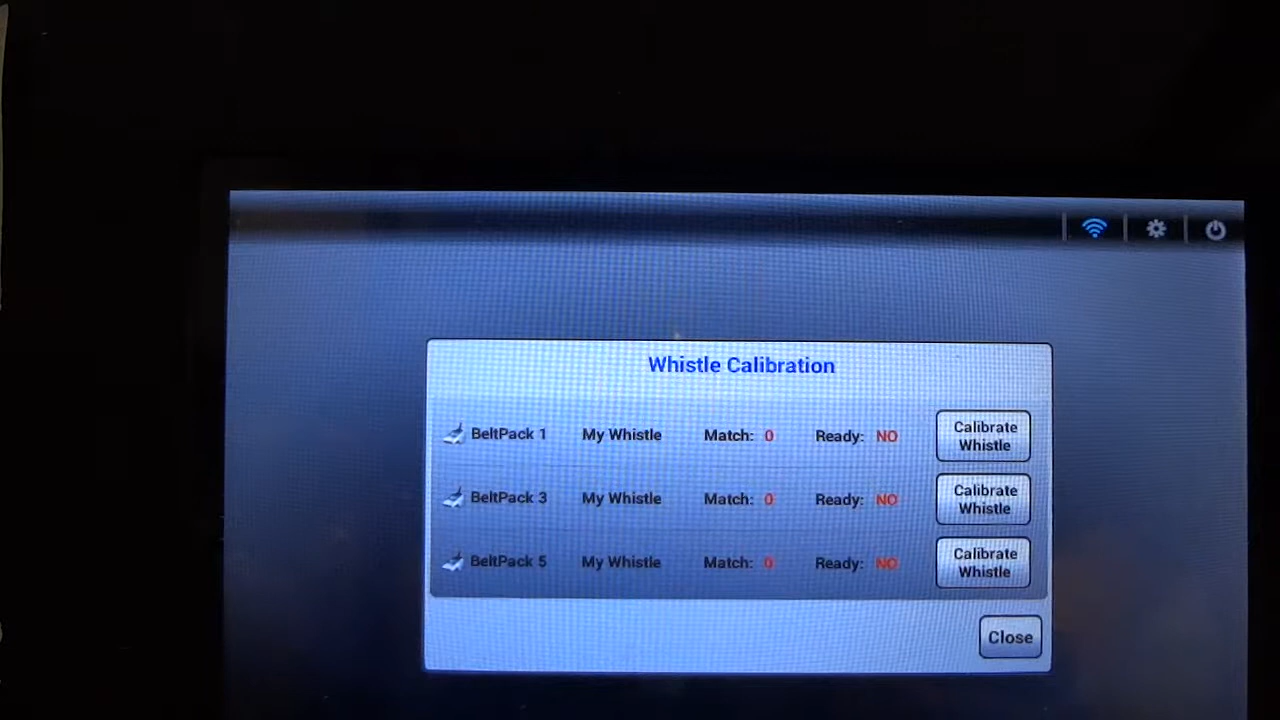 Whistle Calibration
BeltPack 1 My Whistle Match: 0 Ready: NO Calibrate Whistle
BeltPack 3 My Whistle Match: 0 Ready: NO Calibrate Whistle
BeltPack 5 My Whistle Match: 0 Ready: NO Calibrate Whistle
Close